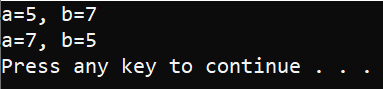 a=5, b=7
a=7, b=5
Press any key to continue . . .